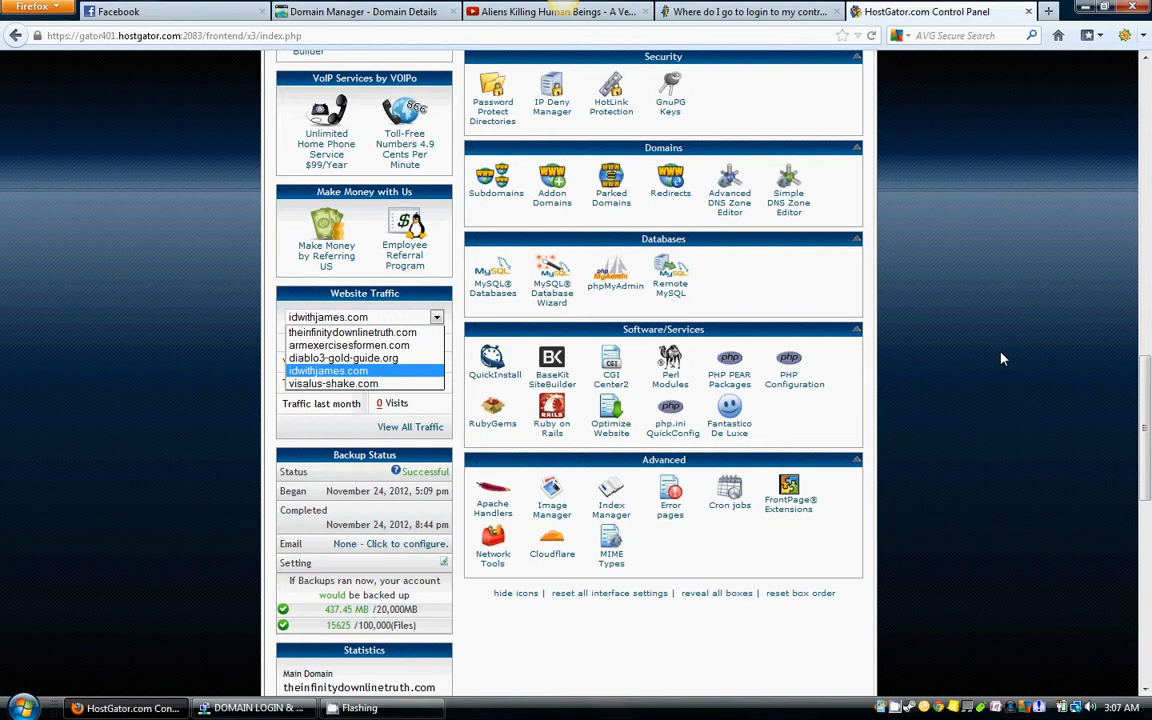 Firefox
Facebook
Domain Manager - Domain Details
Aliens Killing Human Beings - A Ve...
Where do I go to login to my contr...
HostGator.com Control Panel
https://gator401.hostgator.com:2083/frontend/x3/index.php
AVG Secure Search
Builder
VoIP Services by VOIPo
Unlimited
Home Phone
Service
$99/Year
Toll-Free
Numbers 4.9
Cents Per
Minute
Make Money with Us
Make Money
by Referring
US
Employee
Referral
Program
Website Traffic
idwithjames.com
theinfinitydownlinetruth.com
armexercisesformen.com
diablo3-gold-guide.org
idwithjames.com
visalus-shake.com
Traffic last month
0 Visits
View All Traffic
Backup Status
Status
Successful
Began
November 24, 2012, 5:09 pm
Completed
November 24, 2012, 8:44 pm
Email
None - Click to configure.
Setting
If Backups ran now, your account
would be backed up
437.45 MB /20,000MB
15625 /100,000(Files)
Statistics
Main Domain
theinfinitydownlinetruth.com
Security
Password
Protect
Directories
IP Deny
Manager
HotLink
Protection
GnuPG
Keys
Domains
Subdomains
Addon
Domains
Parked
Domains
Redirects
Advanced
DNS Zone
Editor
Simple
DNS Zone
Editor
Databases
MySQL®
Databases
MySQL®
Database
Wizard
phpMyAdmin
Remote
MySQL
Software/Services
QuickInstall
BaseKit
SiteBuilder
CGI
Center2
Perl
Modules
PHP PEAR
Packages
PHP
Configuration
RubyGems
Ruby on
Rails
Optimize
Website
php.ini
QuickConfig
Fantastico
De Luxe
Advanced
Apache
Handlers
Image
Manager
Index
Manager
Error
pages
Cron jobs
FrontPage®
Extensions
Network
Tools
Cloudflare
MIME
Types
hide icons | reset all interface settings | reveal all boxes | reset box order
HostGator.com Con...
DOMAIN LOGIN & ...
Flashing
3:07 AM